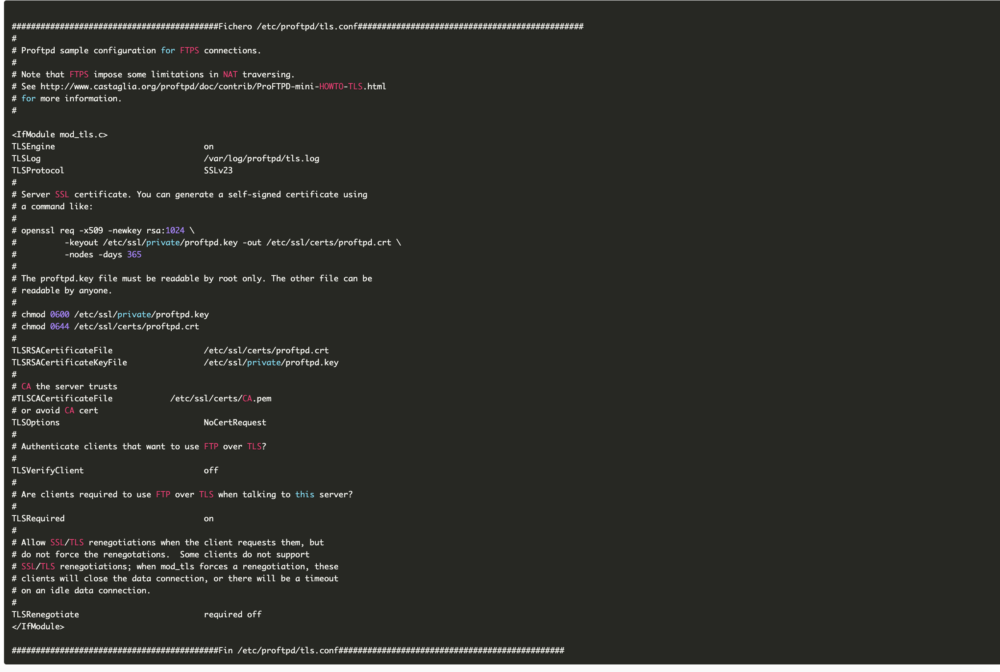 ###########################################Fichero /etc/proftpd/tls.conf###############################################
#
# Proftpd sample configuration for FTPS connections.
#
# Note that FTPS impose some limitations in NAT traversing.
# See http://www.castaglia.org/proftpd/doc/contrib/ProFTPD-mini-HOWTO-TLS.html
# for more information.
#
<IfModule mod_tls.c>
TLSEngine                               on
TLSLog                                  /var/log/proftpd/tls.log
TLSProtocol                             SSLv23
#
# Server SSL certificate. You can generate a self-signed certificate using
# a command like:
#
# openssl req -x509 -newkey rsa:1024 \
#          -keyout /etc/ssl/private/proftpd.key -out /etc/ssl/certs/proftpd.crt \
#          -nodes -days 365
#
# The proftpd.key file must be readable by root only. The other file can be
# readable by anyone.
#
# chmod 0600 /etc/ssl/private/proftpd.key
# chmod 0644 /etc/ssl/certs/proftpd.crt
#
TLSRSACertificateFile                   /etc/ssl/certs/proftpd.crt
TLSRSACertificateKeyFile                /etc/ssl/private/proftpd.key
#
# CA the server trusts
#TLSCACertificateFile            /etc/ssl/certs/CA.pem
# or avoid CA cert
TLSOptions                              NoCertRequest
#
# Authenticate clients that want to use FTP over TLS?
#
TLSVerifyClient                         off
#
# Are clients required to use FTP over TLS when talking to this server?
#
TLSRequired                             on
#
# Allow SSL/TLS renegotiations when the client requests them, but
# do not force the renegotations.  Some clients do not support
# SSL/TLS renegotiations; when mod_tls forces a renegotiation, these
# clients will close the data connection, or there will be a timeout
# on an idle data connection.
#
TLSRenegotiate                          required off
</IfModule>
###########################################Fin /etc/proftpd/tls.conf###############################################